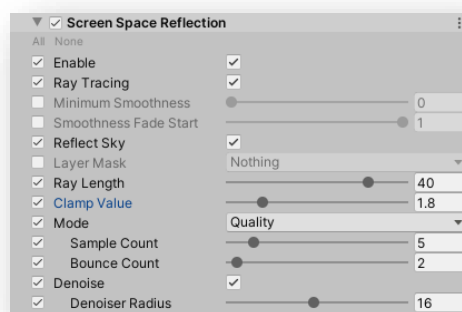 Screen Space Reflection
All None
Enable
Ray Tracing
Minimum Smoothness 0
Smoothness Fade Start 1
Reflect Sky
Layer Mask Nothing
Ray Length 40
Clamp Value 1.8
Mode Quality
Sample Count 5
Bounce Count 2
Denoise
Denoiser Radius 16